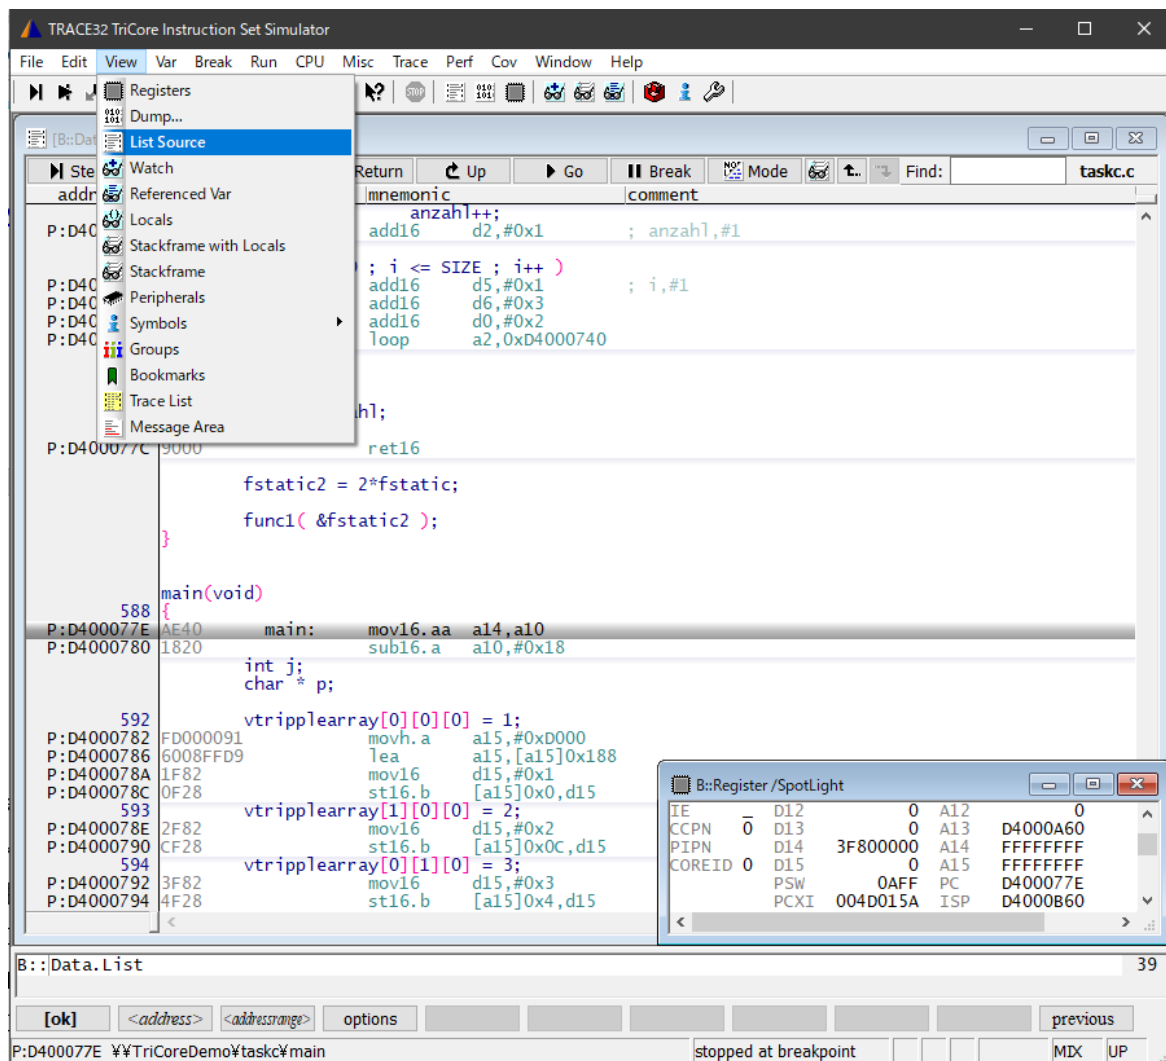 TRACE32 TriCore Instruction Set Simulator
File Edit View Var Break Run CPU Misc Trace Perf Cov Window Help
Registers
Dump...
List Source
Watch
Referenced Var
Locals
Stackframe with Locals
Stackframe
Peripherals
Symbols
Groups
Bookmarks
Trace List
Message Area
[B::Dat
Ste Return Up Go Break Mode t.. Find: taskc.c
addr mnemonic comment
anzahl++;
P:D40 add16 d2,#0x1 ; anzahl,#1
; i <= SIZE ; i++ )
P:D40 add16 d5,#0x1 ; i,#1
P:D40 add16 d6,#0x3
P:D40 add16 d0,#0x2
P:D40 loop a2,0xD4000740
hl;
P:D400077C 9000 ret16
fstatic2 = 2*fstatic;
func1( &fstatic2 );
}
main(void)
588 {
P:D400077E AE40 main: mov16.aa a14,a10
P:D4000780 1820 sub16.a a10,#0x18
int j;
char * p;
592 vtripplearray[0][0][0] = 1;
P:D4000782 FD000091 movh.a a15,#0xD000
P:D4000786 6008FFD9 lea a15,[a15]0x188
P:D400078A 1F82 mov16 d15,#0x1
P:D400078C 0F28 st16.b [a15]0x0,d15
593 vtripplearray[1][0][0] = 2;
P:D400078E 2F82 mov16 d15,#0x2
P:D4000790 CF28 st16.b [a15]0x0C,d15
594 vtripplearray[0][1][0] = 3;
P:D4000792 3F82 mov16 d15,#0x3
P:D4000794 4F28 st16.b [a15]0x4,d15
B::Register /SpotLight
IE _ D12 0 A12 0
CCPN 0 D13 0 A13 D4000A60
PIPN D14 3F800000 A14 FFFFFFFF
COREID 0 D15 0 A15 FFFFFFFF
PSW 0AFF PC D400077E
PCXI 004D015A ISP D4000B60
B::Data.List 39
[ok] <address> <addressrange> options previous
P:D400077E ¥¥TriCoreDemo¥taskc¥main stopped at breakpoint MIX UP